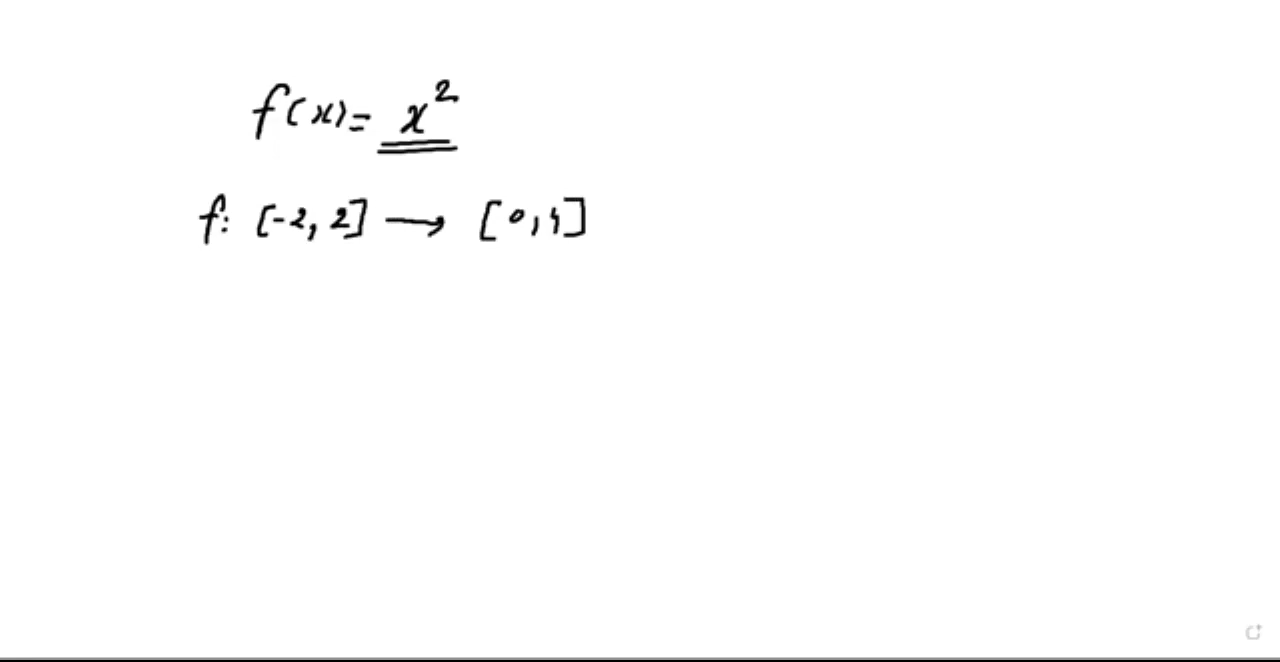 f(x) = x²
f: [-2, 2] → [0, 4]